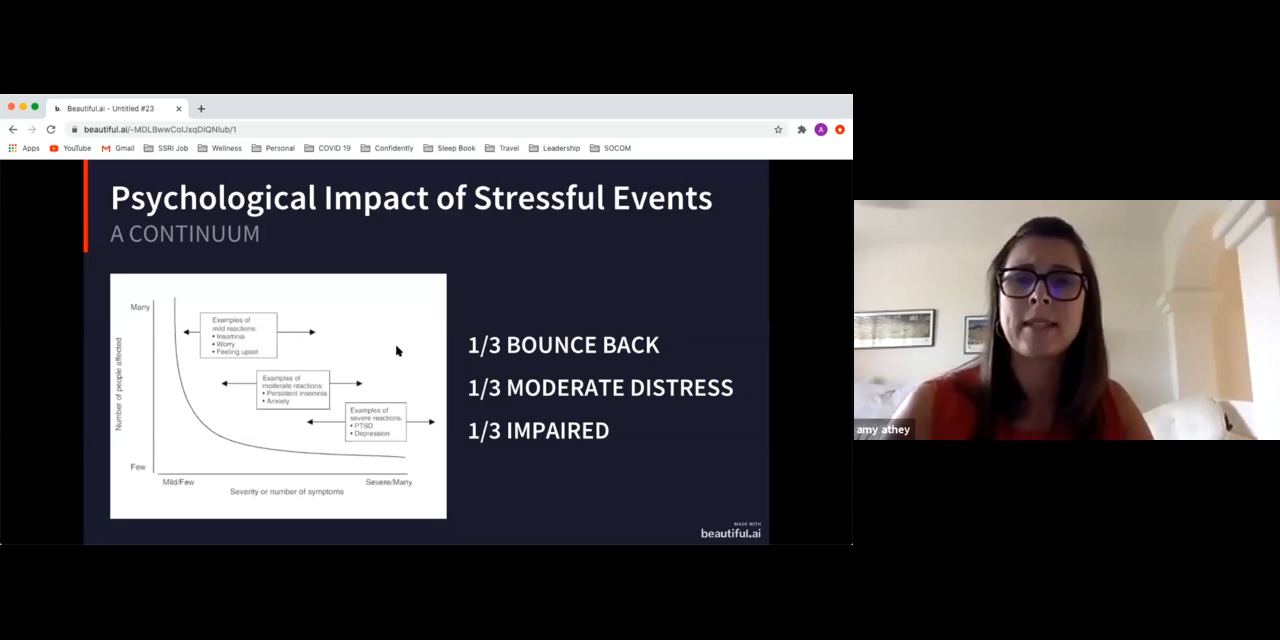 b. Beautiful.ai - Untitled #23
beautiful.ai/-MDLBwwColJxqDIQNlub/1
A
Apps YouTube Gmail SSRI Job Wellness Personal COVID 19 Confidently Sleep Book Travel Leadership SOCOM
Psychological Impact of Stressful Events
A CONTINUUM
Many
Number of people affected
Few
Examples of
mild reactions:
• Insomnia
• Worry
• Feeling upset
Examples of
moderate reactions:
• Persistent insomnia
• Anxiety
Examples of
severe reactions:
• PTSD
• Depression
Mild/Few
Severe/Many
Severity or number of symptoms
1/3 BOUNCE BACK
1/3 MODERATE DISTRESS
1/3 IMPAIRED
MADE WITH
beautiful.ai
amy athey